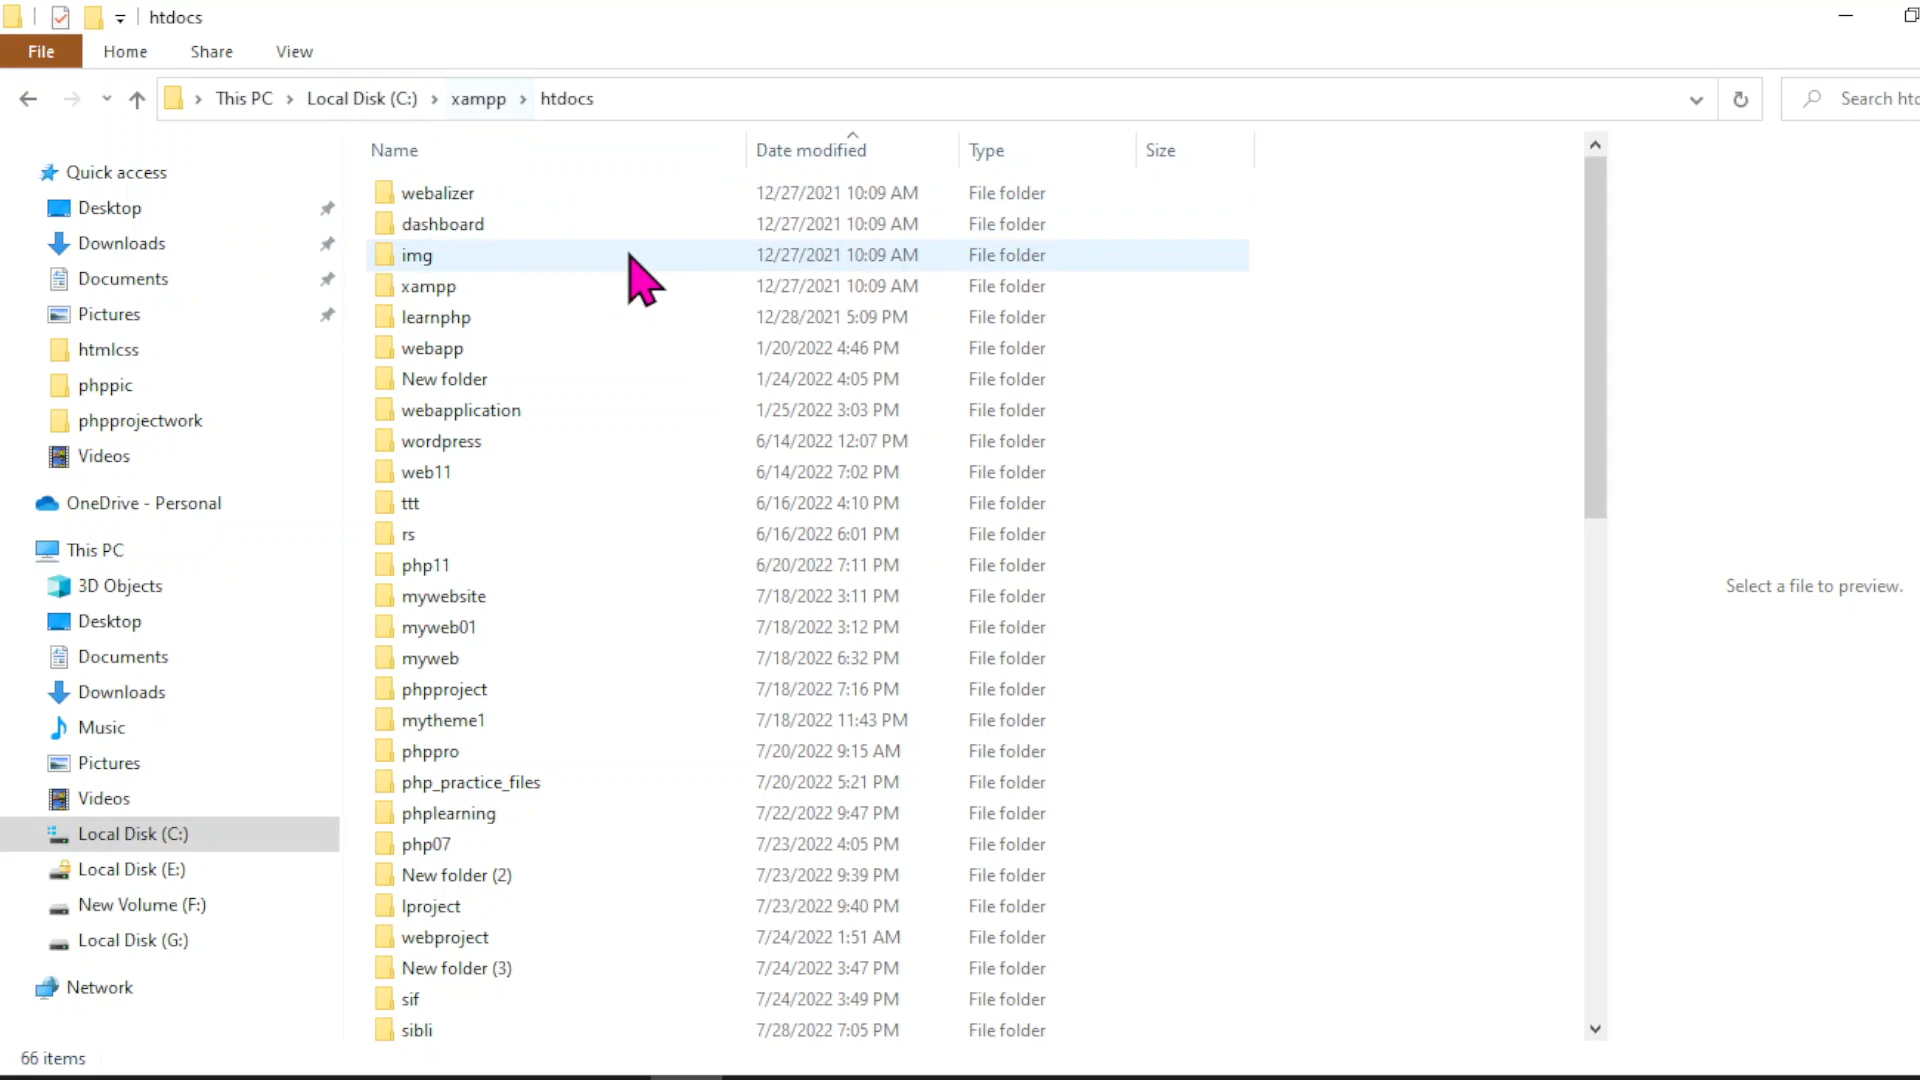 htdocs
File Home Share View
This PC Local Disk (C:) xampp htdocs
Name Date modified Type Size
Quick access
Desktop
Downloads
Documents
Pictures
htmlcss
phppic
phpprojectwork
Videos
OneDrive - Personal
This PC
3D Objects
Desktop
Documents
Downloads
Music
Pictures
Videos
Local Disk (C:)
Local Disk (E:)
New Volume (F:)
Local Disk (G:)
Network
webalizer 12/27/2021 10:09 AM File folder
dashboard 12/27/2021 10:09 AM File folder
img 12/27/2021 10:09 AM File folder
xampp 12/27/2021 10:09 AM File folder
learnphp 12/28/2021 5:09 PM File folder
webapp 1/20/2022 4:46 PM File folder
New folder 1/24/2022 4:05 PM File folder
webapplication 1/25/2022 3:03 PM File folder
wordpress 6/14/2022 12:07 PM File folder
web11 6/14/2022 7:02 PM File folder
ttt 6/16/2022 4:10 PM File folder
rs 6/16/2022 6:01 PM File folder
php11 6/20/2022 7:11 PM File folder
mywebsite 7/18/2022 3:11 PM File folder
myweb01 7/18/2022 3:12 PM File folder
myweb 7/18/2022 6:32 PM File folder
phpproject 7/18/2022 7:16 PM File folder
mytheme1 7/18/2022 11:43 PM File folder
phppro 7/20/2022 9:15 AM File folder
php_practice_files 7/20/2022 5:21 PM File folder
phplearning 7/22/2022 9:47 PM File folder
php07 7/23/2022 4:05 PM File folder
New folder (2) 7/23/2022 9:39 PM File folder
lproject 7/23/2022 9:40 PM File folder
webproject 7/24/2022 1:51 AM File folder
New folder (3) 7/24/2022 3:47 PM File folder
sif 7/24/2022 3:49 PM File folder
sibli 7/28/2022 7:05 PM File folder
Search
Select a file to preview.
66 items